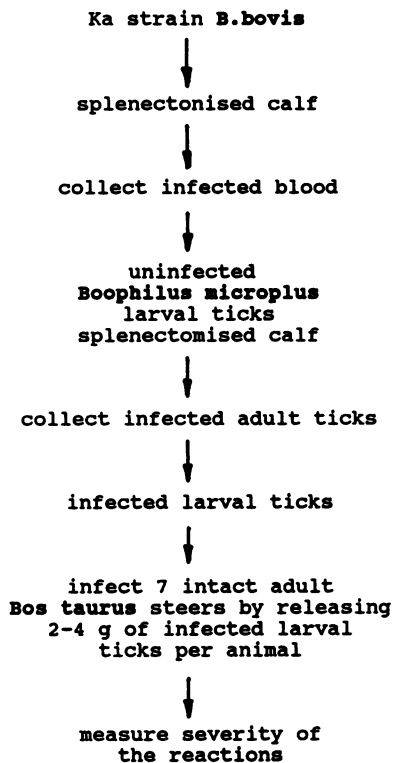 Ka strain B.bovis
splenectonised calf
collect infected blood
uninfected
Boophilus microplus
larval ticks
splenectomised calf
collect infected adult ticks
infected larval ticks
infect 7 intact adult
Bos taurus steers by releasing
2-4 g of infected larval
ticks per animal
measure severity of
the reactions